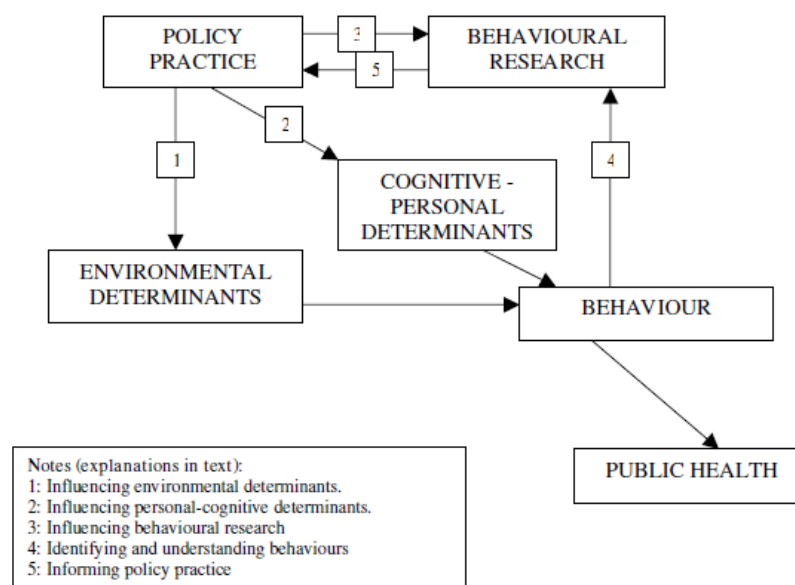 POLICY
PRACTICE
3
BEHAVIOURAL
RESEARCH
5
2
1
4
COGNITIVE -
PERSONAL
DETERMINANTS
ENVIRONMENTAL
DETERMINANTS
BEHAVIOUR
PUBLIC HEALTH
Notes (explanations in text):
1: Influencing environmental determinants.
2: Influencing personal-cognitive determinants.
3: Influencing behavioural research
4: Identifying and understanding behaviours
5: Informing policy practice